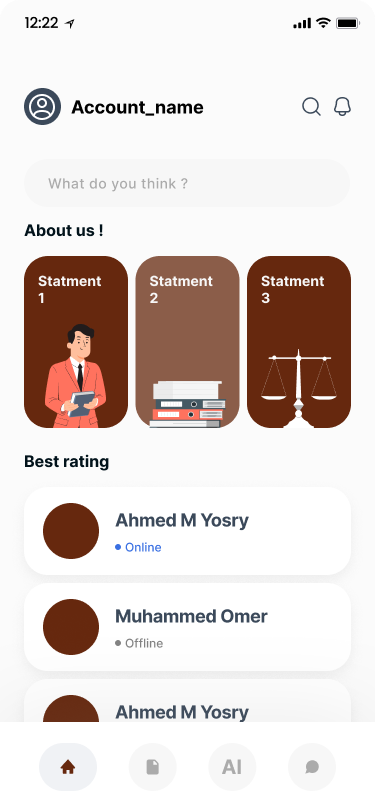 12:22
Account_name
What do you think ?
About us !
Statment
1
Statment
2
Statment
3
Best rating
Ahmed M Yosry
Online
Muhammed Omer
Offline
Ahmed M Yosry
AI